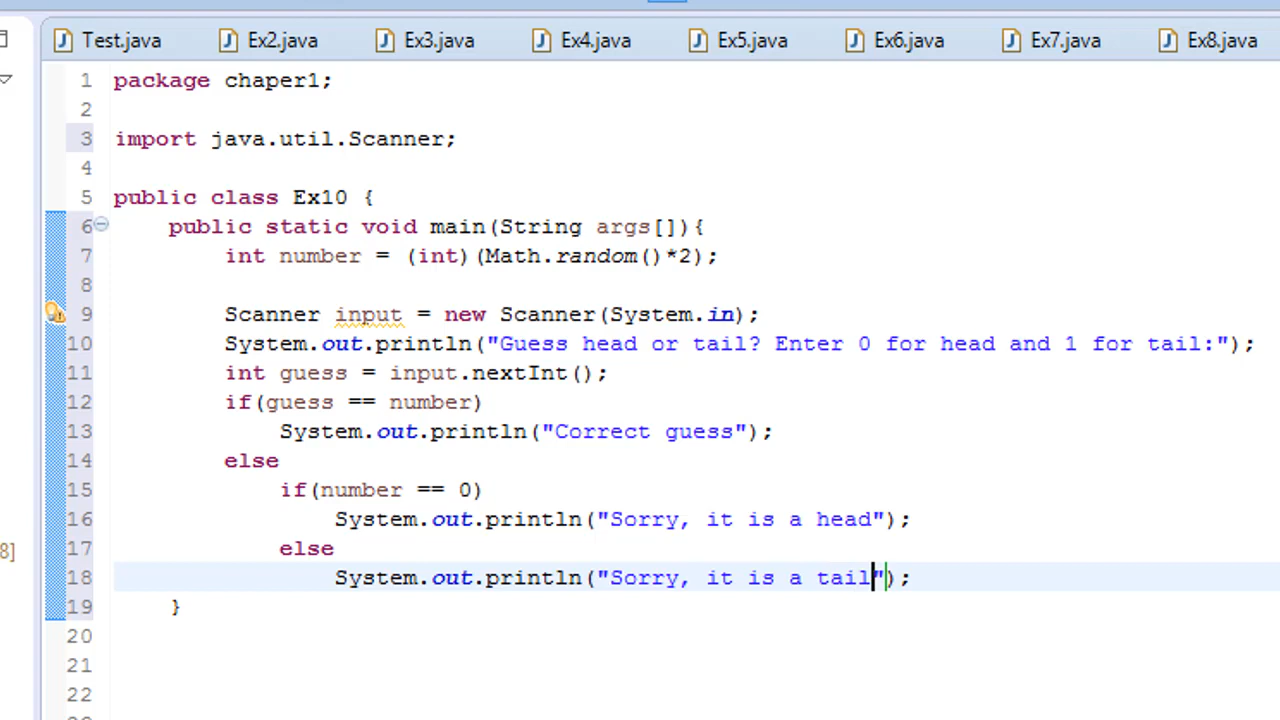 Test.java Ex2.java Ex3.java Ex4.java Ex5.java Ex6.java Ex7.java Ex8.java
1 package chaper1;
2
3 import java.util.Scanner;
4
5 public class Ex10 {
6 public static void main(String args[]){
7 int number = (int)(Math.random()*2);
8
9 Scanner input = new Scanner(System.in);
10 System.out.println("Guess head or tail? Enter 0 for head and 1 for tail:");
11 int guess = input.nextInt();
12 if(guess == number)
13 System.out.println("Correct guess");
14 else
15 if(number == 0)
16 System.out.println("Sorry, it is a head");
17 else
18 System.out.println("Sorry, it is a tail");
19 }
20
21
22
8]